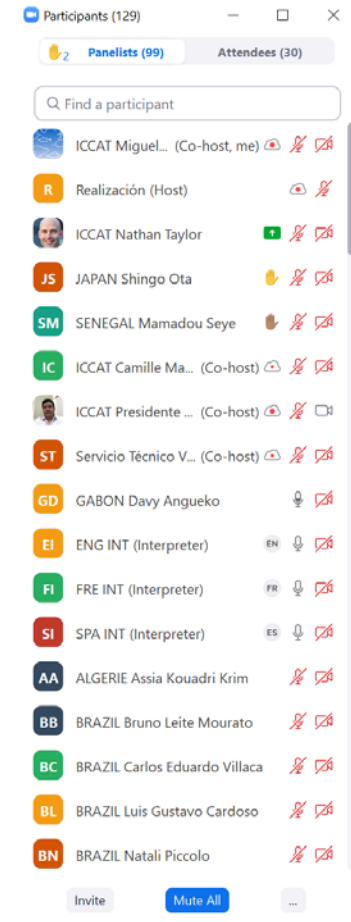 Participants (129)
2 Panelists (99) Attendees (30)
Find a participant
ICCAT Miguel... (Co-host, me)
R Realización (Host)
ICCAT Nathan Taylor
JS JAPAN Shingo Ota
SM SENEGAL Mamadou Seye
IC ICCAT Camille Ma... (Co-host)
ICCAT Presidente ... (Co-host)
ST Servicio Técnico V... (Co-host)
GD GABON Davy Angueko
EI ENG INT (Interpreter) EN
FI FRE INT (Interpreter) FR
SI SPA INT (Interpreter) ES
AA ALGERIE Assia Kouadri Krim
BB BRAZIL Bruno Leite Mourato
BC BRAZIL Carlos Eduardo Villaca
BL BRAZIL Luis Gustavo Cardoso
BN BRAZIL Natali Piccolo
Invite Mute All ...